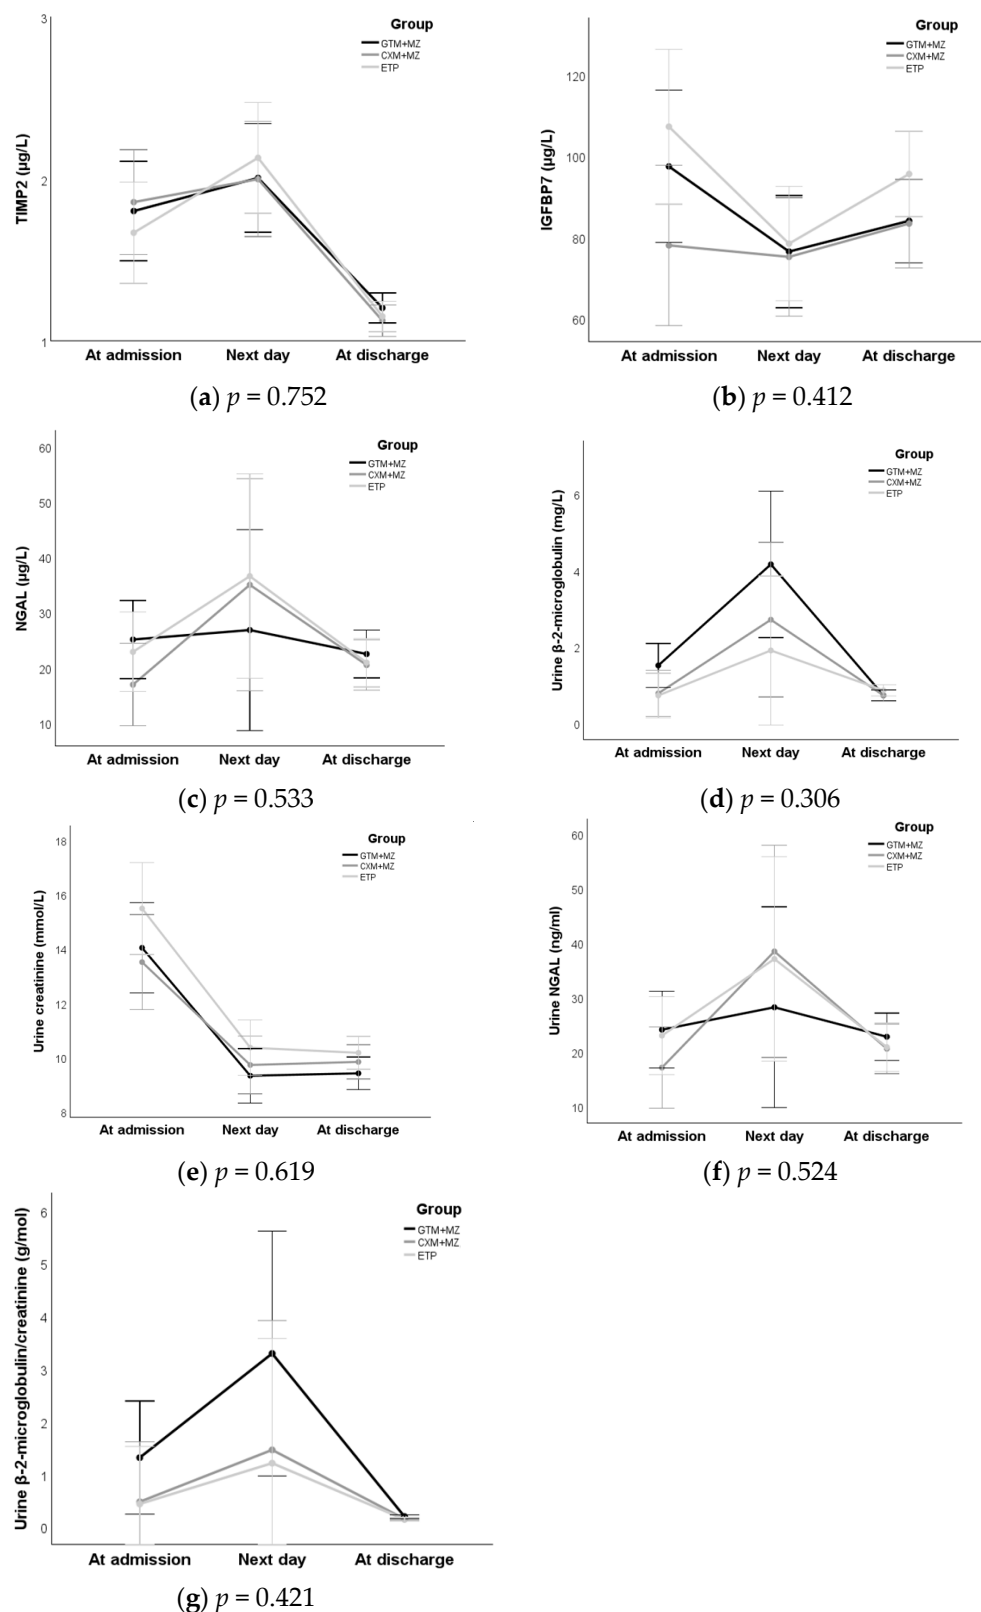 3
2
1
TIMP2 (µg/L)
Group
GTM+MZ
CXM+MZ
ETP
At admission Next day At discharge
(a) p = 0.752
120
100
80
60
IGFBP7 (µg/L)
Group
GTM+MZ
CXM+MZ
ETP
At admission Next day At discharge
(b) p = 0.412
60
50
40
30
20
10
NGAL (µg/L)
Group
GTM+MZ
CXM+MZ
ETP
At admission Next day At discharge
(c) p = 0.533
6
4
2
0
Urine β-2-microglobulin (mg/L)
Group
GTM+MZ
CXM+MZ
ETP
At admission Next day At discharge
(d) p = 0.306
18
16
14
12
10
8
Urine creatinine (mmol/L)
Group
GTM+MZ
CXM+MZ
ETP
At admission Next day At discharge
(e) p = 0.619
60
50
40
30
20
10
Urine NGAL (ng/ml)
Group
GTM+MZ
CXM+MZ
ETP
At admission Next day At discharge
(f) p = 0.524
6
5
4
3
2
1
0
Urine β-2-microglobulin/creatinine (g/mol)
Group
GTM+MZ
CXM+MZ
ETP
At admission Next day At discharge
(g) p = 0.421